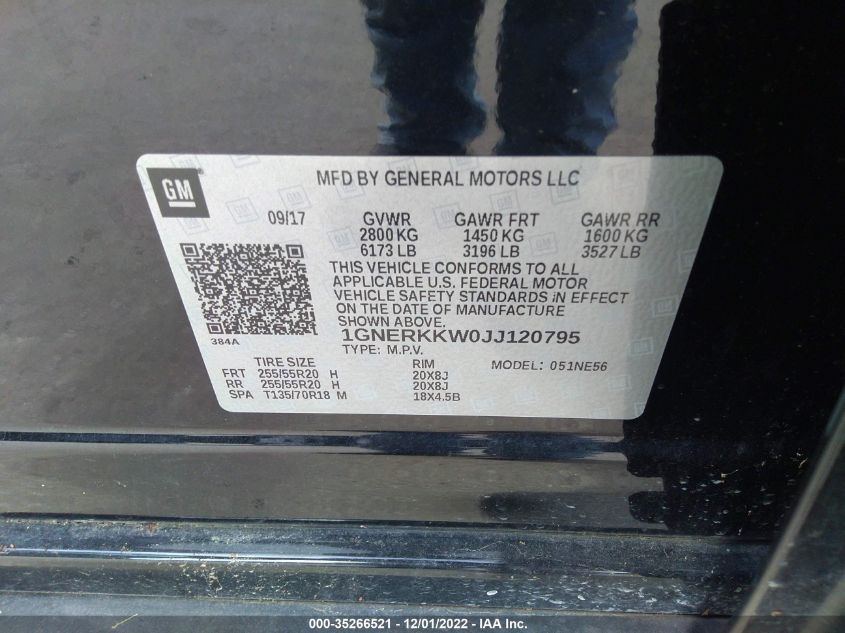 GM
MFD BY GENERAL MOTORS LLC
09/17 GVWR GAWR FRT GAWR RR
2800 KG 1450 KG 1600 KG
6173 LB 3196 LB 3527 LB
THIS VEHICLE CONFORMS TO ALL
APPLICABLE U.S. FEDERAL MOTOR
VEHICLE SAFETY STANDARDS IN EFFECT
ON THE DATE OF MANUFACTURE
SHOWN ABOVE.
384A
1GNERKKW0JJ120795
TYPE: M.P.V.
TIRE SIZE RIM MODEL: 051NE56
FRT 255/55R20 H 20X8J
RR 255/55R20 H 20X8J
SPA T135/70R18 M 18X4.5B
000-35266521 - 12/01/2022 - IAA Inc.